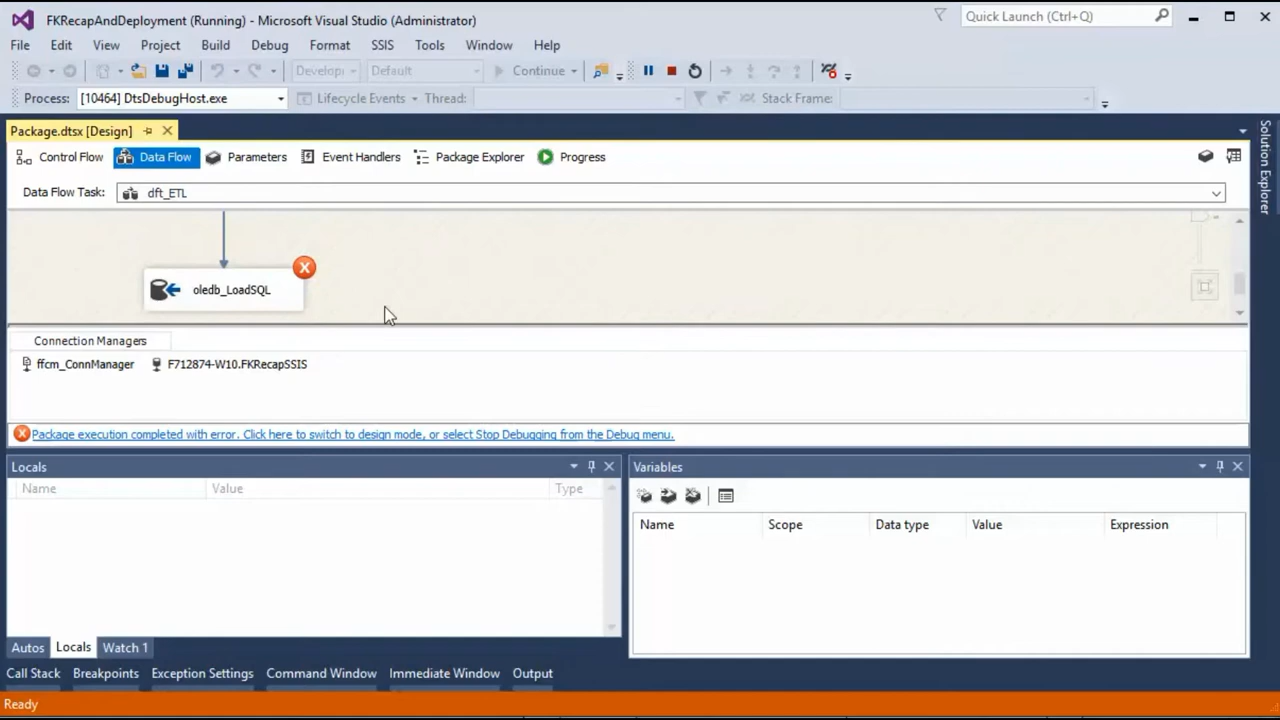 FKRecapAndDeployment (Running) - Microsoft Visual Studio (Administrator)
Quick Launch (Ctrl+Q)
File Edit View Project Build Debug Format SSIS Tools Window Help
Developi Default Continue
Process: [10464] DtsDebugHost.exe Lifecycle Events Thread: Stack Frame:
Package.dtsx [Design]
Control Flow Data Flow Parameters Event Handlers Package Explorer Progress
Solution Explorer
Data Flow Task: dft_ETL
oledb_LoadSQL
Connection Managers
ffcm_ConnManager F712874-W10.FKRecapSSIS
Package execution completed with error. Click here to switch to design mode, or select Stop Debugging from the Debug menu.
Locals
Name Value Type
Variables
Name Scope Data type Value Expression
Autos Locals Watch 1
Call Stack Breakpoints Exception Settings Command Window Immediate Window Output
Ready